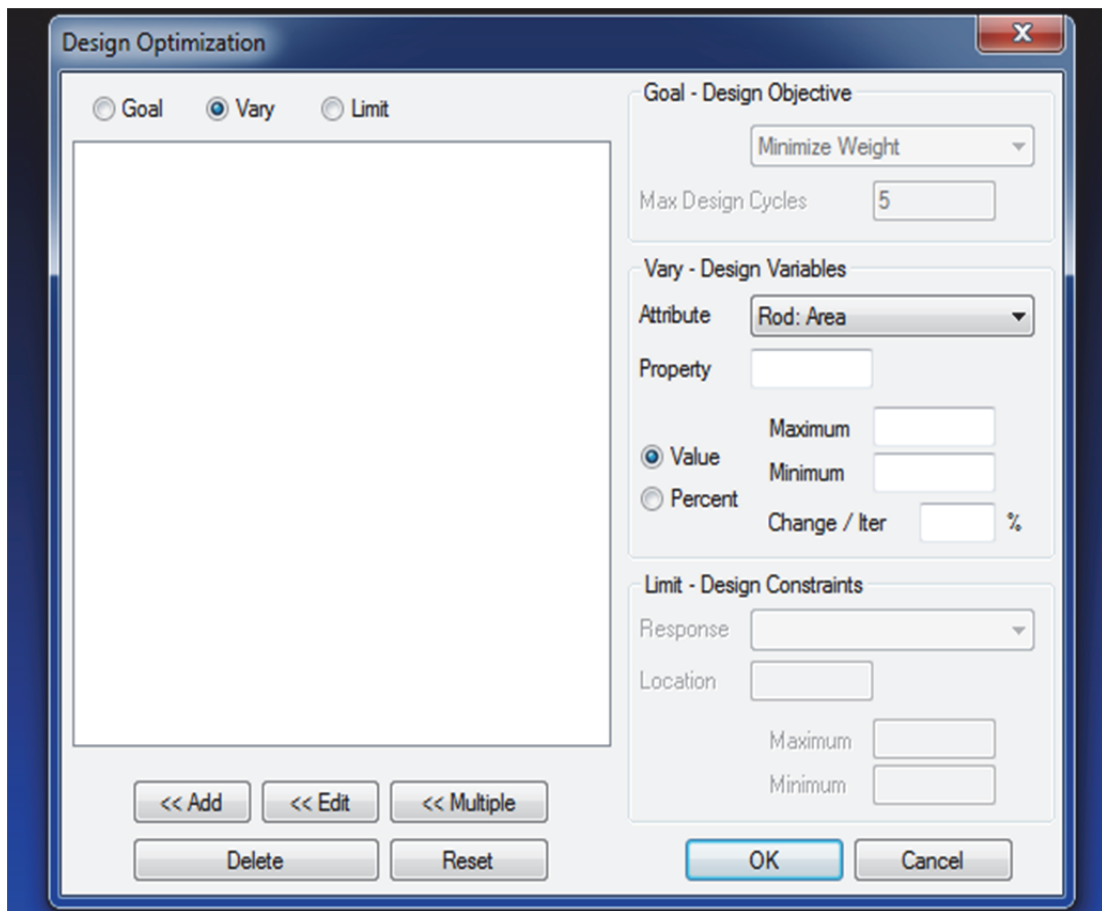 Design Optimization
X
Goal Vary Limit
Goal - Design Objective
Minimize Weight
Max Design Cycles 5
Vary - Design Variables
Attribute Rod: Area
Property
Maximum
Value
Minimum
Percent
Change / Iter %
Limit - Design Constraints
Response
Location
Maximum
Minimum
<< Add << Edit << Multiple
Delete Reset OK Cancel